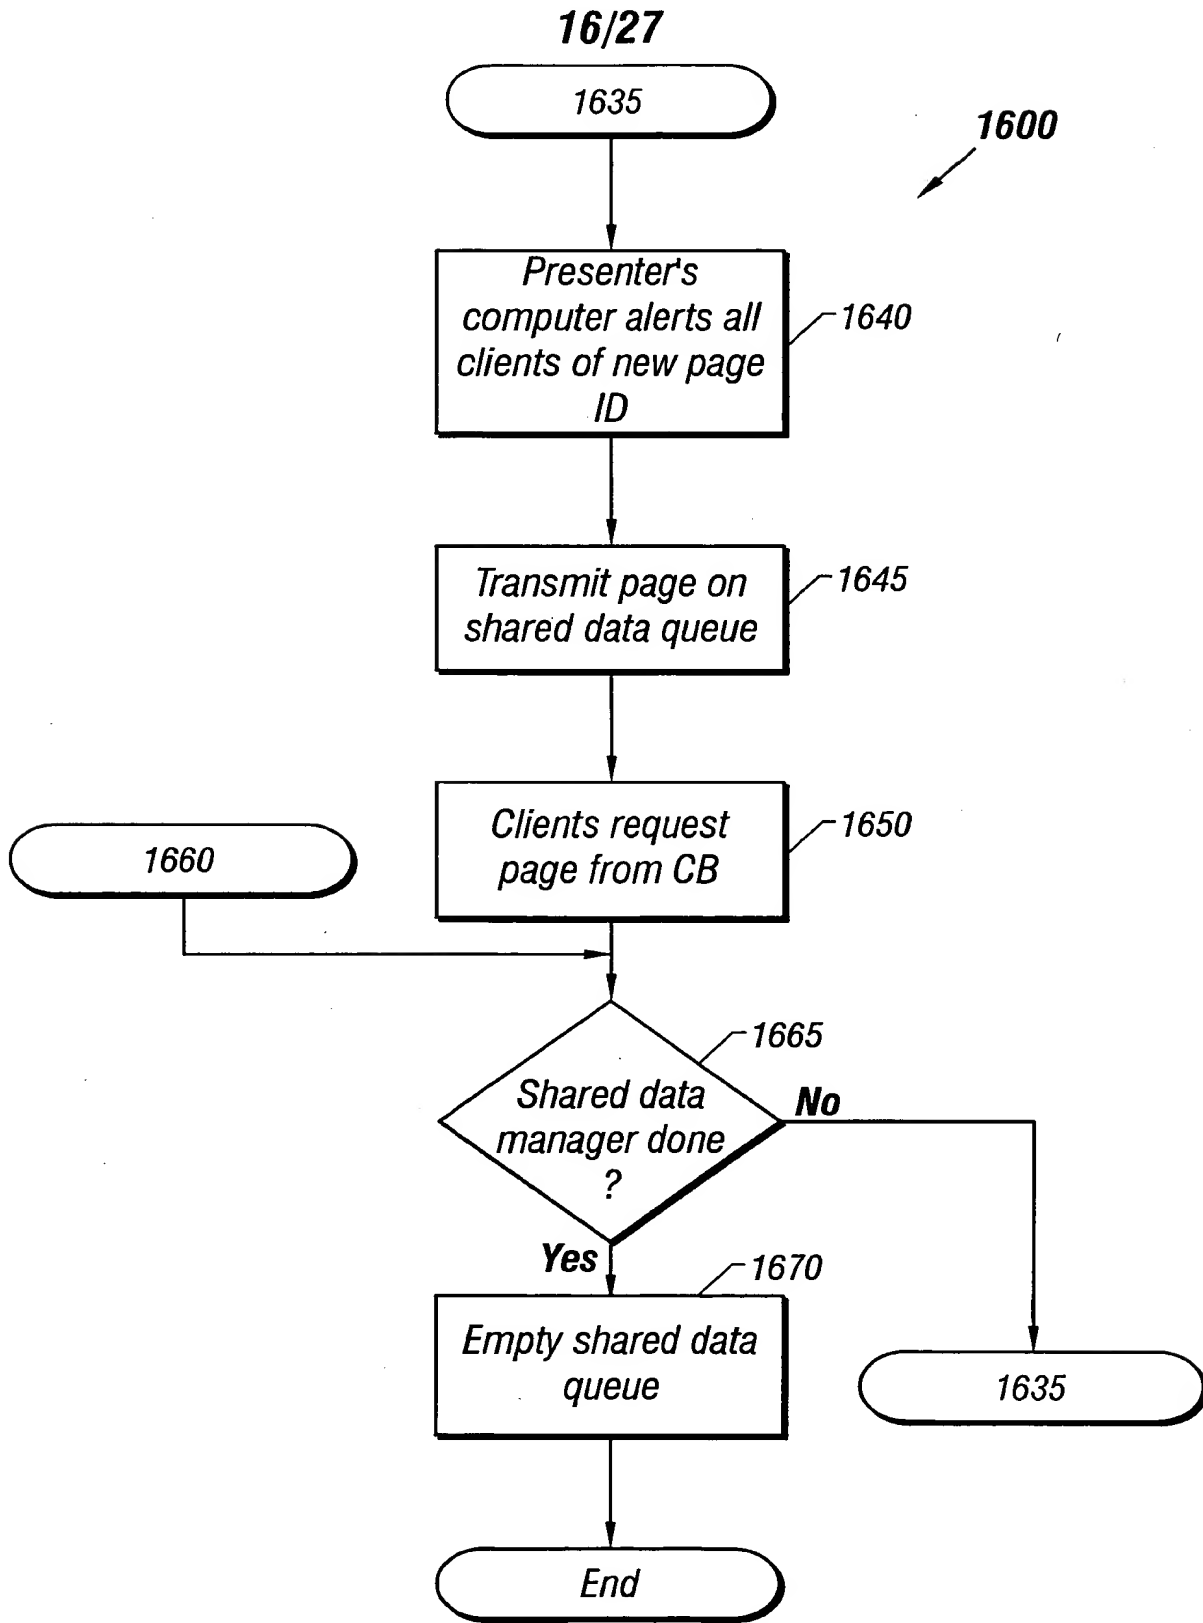 16/27
1635
1600
Presenter's
computer alerts all
clients of new page
ID
1640
Transmit page on
shared data queue
1645
Clients request
page from CB
1650
1660
1665
Shared data
manager done
?
No
Yes
1670
Empty shared data
queue
1635
End